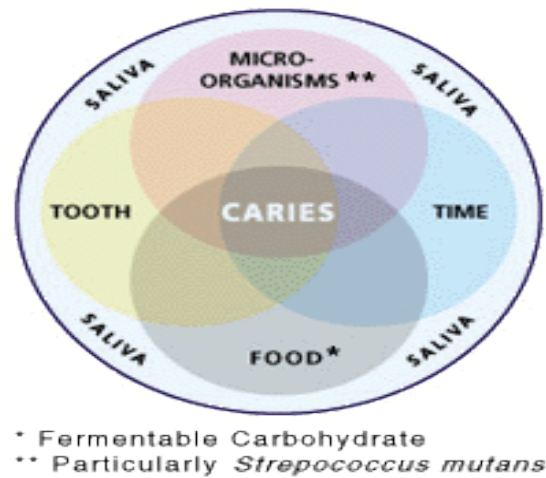 MICRO-
ORGANISMS **
SALIVA
SALIVA
TOOTH
CARIES
TIME
SALIVA
FOOD*
SALIVA
* Fermentable Carbohydrate
** Particularly Strepococcus mutans